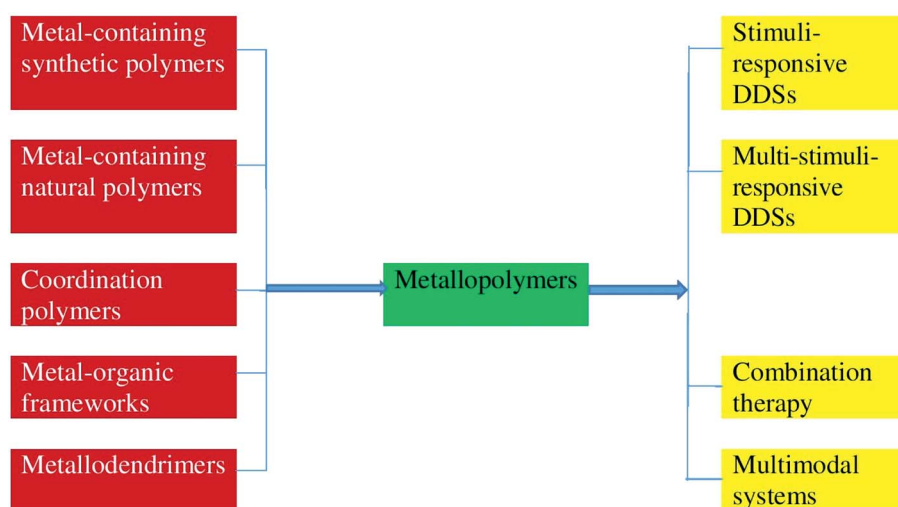 Metal-containing
synthetic polymers
Metal-containing
natural polymers
Coordination
polymers
Metal-organic
frameworks
Metallodendrimers
Metallopolymers
Stimuli-
responsive
DDSs
Multi-stimuli-
responsive
DDSs
Combination
therapy
Multimodal
systems